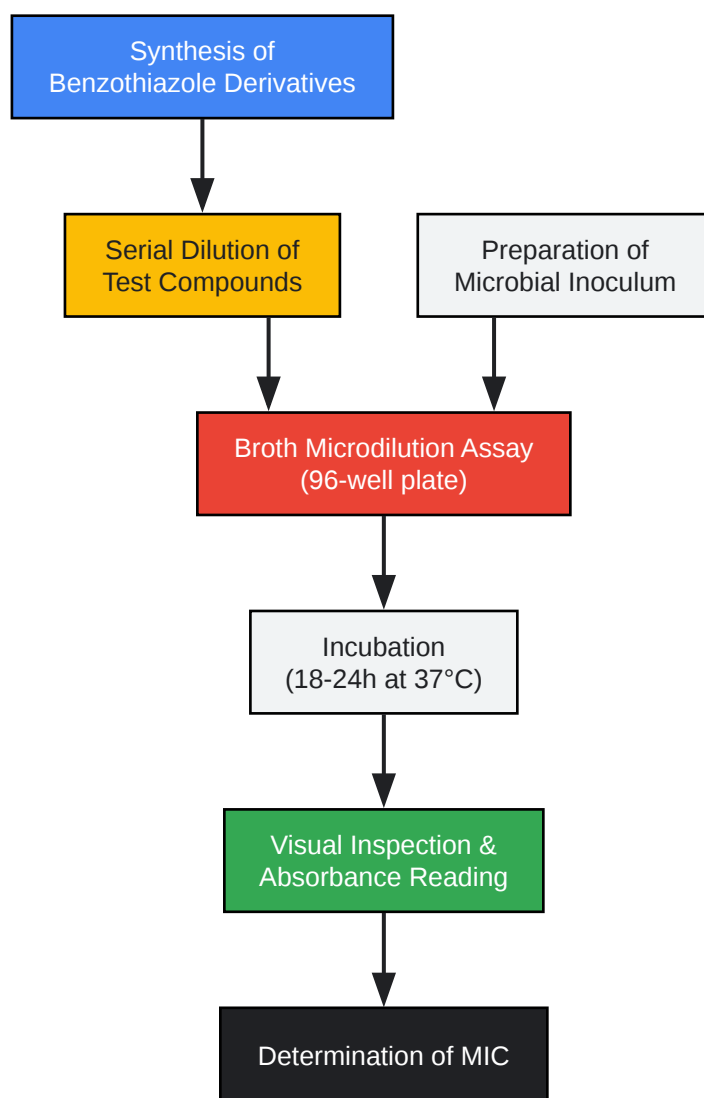 Synthesis of
Benzothiazole Derivatives
Serial Dilution of
Test Compounds
Preparation of
Microbial Inoculum
Broth Microdilution Assay
(96-well plate)
Incubation
(18-24h at 37°C)
Visual Inspection &
Absorbance Reading
Determination of MIC